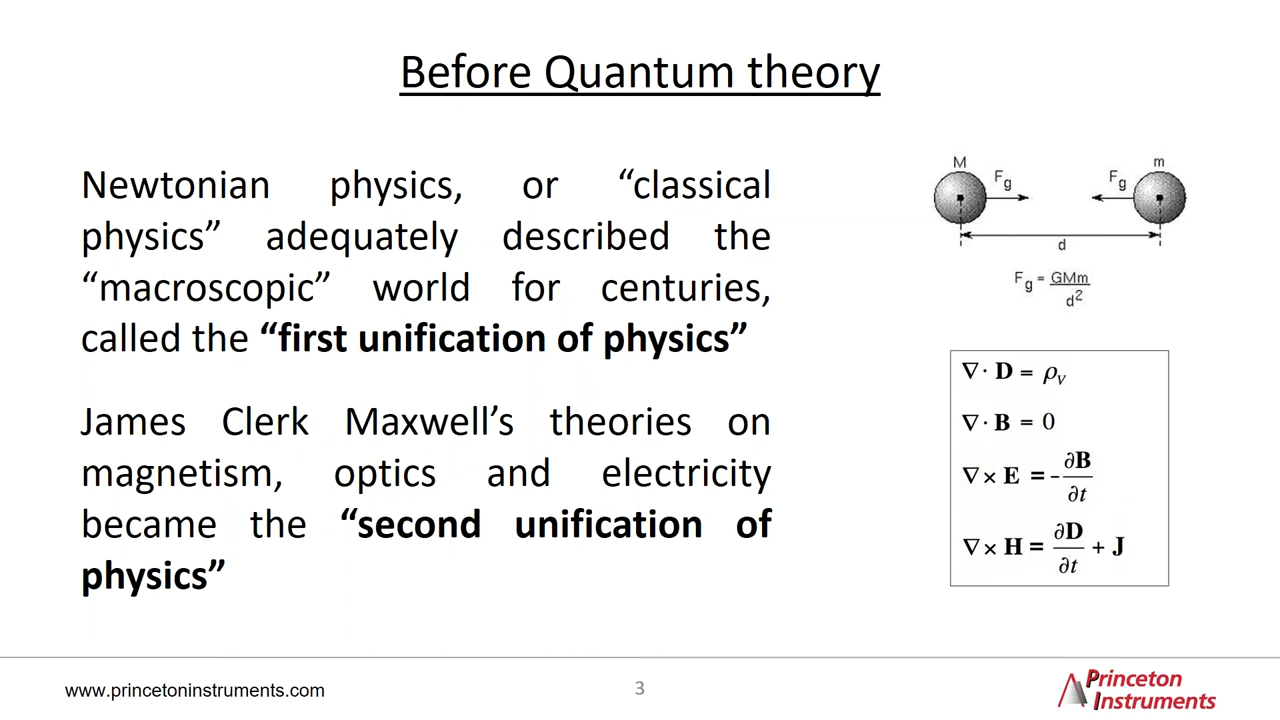 Before Quantum theory
Newtonian physics, or “classical
physics” adequately described the
“macroscopic” world for centuries,
called the “first unification of physics”
James Clerk Maxwell’s theories on
magnetism, optics and electricity
became the “second unification of
physics”
M m
Fg Fg
d
Fg = GMm
d²
∇ · D = ρV
∇ · B = 0
∇ × E = - ∂B
∂t
∇ × H = ∂D + J
∂t
www.princetoninstruments.com
3
Princeton
Instruments